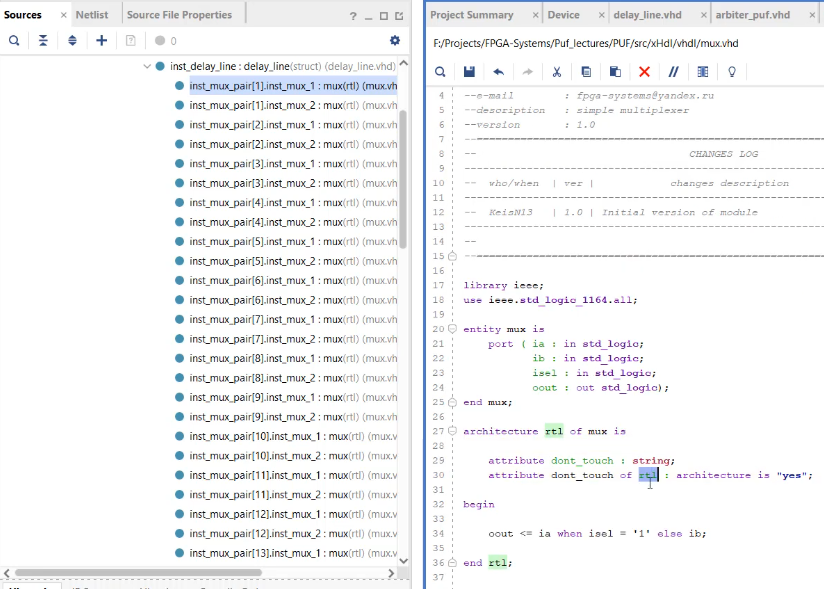 Sources × Netlist Source File Properties ? _
0
inst_delay_line : delay_line(struct) (delay_line.vhd)
inst_mux_pair[1].inst_mux_1 : mux(rtl) (mux.vh
inst_mux_pair[1].inst_mux_2 : mux(rtl) (mux.vh
inst_mux_pair[2].inst_mux_1 : mux(rtl) (mux.vh
inst_mux_pair[2].inst_mux_2 : mux(rtl) (mux.vh
inst_mux_pair[3].inst_mux_1 : mux(rtl) (mux.vh
inst_mux_pair[3].inst_mux_2 : mux(rtl) (mux.vh
inst_mux_pair[4].inst_mux_1 : mux(rtl) (mux.vh
inst_mux_pair[4].inst_mux_2 : mux(rtl) (mux.vh
inst_mux_pair[5].inst_mux_1 : mux(rtl) (mux.vh
inst_mux_pair[5].inst_mux_2 : mux(rtl) (mux.vh
inst_mux_pair[6].inst_mux_1 : mux(rtl) (mux.vh
inst_mux_pair[6].inst_mux_2 : mux(rtl) (mux.vh
inst_mux_pair[7].inst_mux_1 : mux(rtl) (mux.vh
inst_mux_pair[7].inst_mux_2 : mux(rtl) (mux.vh
inst_mux_pair[8].inst_mux_1 : mux(rtl) (mux.vh
inst_mux_pair[8].inst_mux_2 : mux(rtl) (mux.vh
inst_mux_pair[9].inst_mux_1 : mux(rtl) (mux.vh
inst_mux_pair[9].inst_mux_2 : mux(rtl) (mux.vh
inst_mux_pair[10].inst_mux_1 : mux(rtl) (mux.v
inst_mux_pair[10].inst_mux_2 : mux(rtl) (mux.v
inst_mux_pair[11].inst_mux_1 : mux(rtl) (mux.v
inst_mux_pair[11].inst_mux_2 : mux(rtl) (mux.v
inst_mux_pair[12].inst_mux_1 : mux(rtl) (mux.v
inst_mux_pair[12].inst_mux_2 : mux(rtl) (mux.v
inst_mux_pair[13].inst_mux_1 : mux(rtl) (mux.v
Project Summary × Device × delay_line.vhd × arbiter_puf.vhd ×
F:/Projects/FPGA-Systems/Puf_lectures/PUF/src/xHdl/vhdl/mux.vhd
4 --e-mail : fpga-systems@yandex.ru
5 --description : simple multiplexer
6 --version : 1.0
7 --
8 -- CHANGES LOG
9
10 -- who/when | ver | changes description
11
12 -- KeisN13 | 1.0 | Initial version of module
13
14 --
15
16
17 library ieee;
18 use ieee.std_logic_1164.all;
19
20 entity mux is
21 port ( ia : in std_logic;
22 ib : in std_logic;
23 isel : in std_logic;
24 oout : out std_logic);
25 end mux;
26
27 architecture rtl of mux is
28
29 attribute dont_touch : string;
30 attribute dont_touch of rtl : architecture is "yes";
31
32 begin
33
34 oout <= ia when isel = '1' else ib;
35
36 end rtl;
37